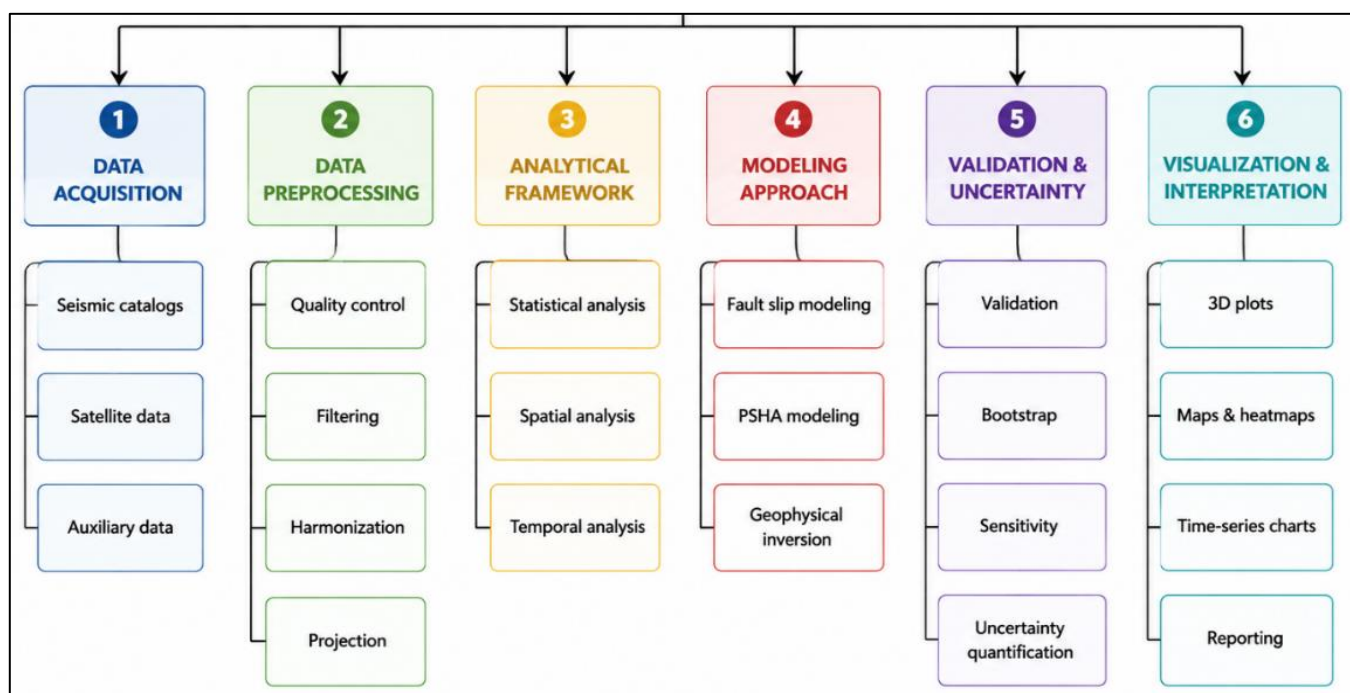 1
DATA
ACQUISITION
Seismic catalogs
Satellite data
Auxiliary data
2
DATA
PREPROCESSING
Quality control
Filtering
Harmonization
Projection
3
ANALYTICAL
FRAMEWORK
Statistical analysis
Spatial analysis
Temporal analysis
4
MODELING
APPROACH
Fault slip modeling
PSHA modeling
Geophysical
inversion
5
VALIDATION &
UNCERTAINTY
Validation
Bootstrap
Sensitivity
Uncertainty
quantification
6
VISUALIZATION &
INTERPRETATION
3D plots
Maps & heatmaps
Time-series charts
Reporting